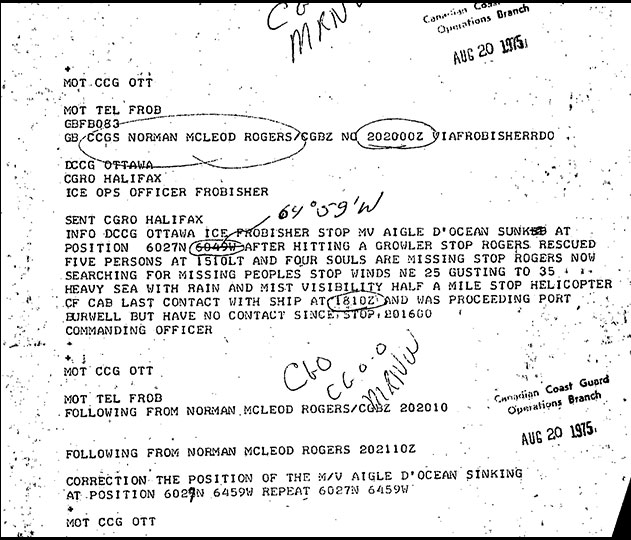 CGO
MRNW
Canadian Coast
Operations Branch
AUG 20 1975
MOT CCG OTT
MOT TEL FROB
GBFB083
GB CCGS NORMAN MCLEOD ROGERS/CGBZ NO 202000Z VIAFROBISHERRDO
DCCG OTTAWA
CGRO HALIFAX
ICE OPS OFFICER FROBISHER
64°59'W
SENT CGRO HALIFAX
INFO DCCG OTTAWA ICE FROBISHER STOP MV AIGLE D'OCEAN SUNK AT
POSITION 6027N 6049W AFTER HITTING A GROWLER STOP ROGERS RESCUED
FIVE PERSONS AT 1510LT AND FOUR SOULS ARE MISSING STOP ROGERS NOW
SEARCHING FOR MISSING PEOPLES STOP WINDS NE 25 GUSTING TO 35
HEAVY SEA WITH RAIN AND MIST VISIBILITY HALF A MILE STOP HELICOPTER
CF CAB LAST CONTACT WITH SHIP AT 1810Z AND WAS PROCEEDING PORT
BURWELL BUT HAVE NO CONTACT SINCE STOP 201600
COMMANDING OFFICER
MOT CCG OTT
CGO
CGOO
MRNW
MOT TEL FROB
FOLLOWING FROM NORMAN MCLEOD ROGERS/CGBZ 202010
Canadian Coast Guard
Operations Branch
AUG 20 1975
FOLLOWING FROM NORMAN MCLEOD ROGERS 202110Z
CORRECTION THE POSITION OF THE M/V AIGLE D'OCEAN SINKING
AT POSITION 6027N 6459W REPEAT 6027N 6459W
MOT CCG OTT